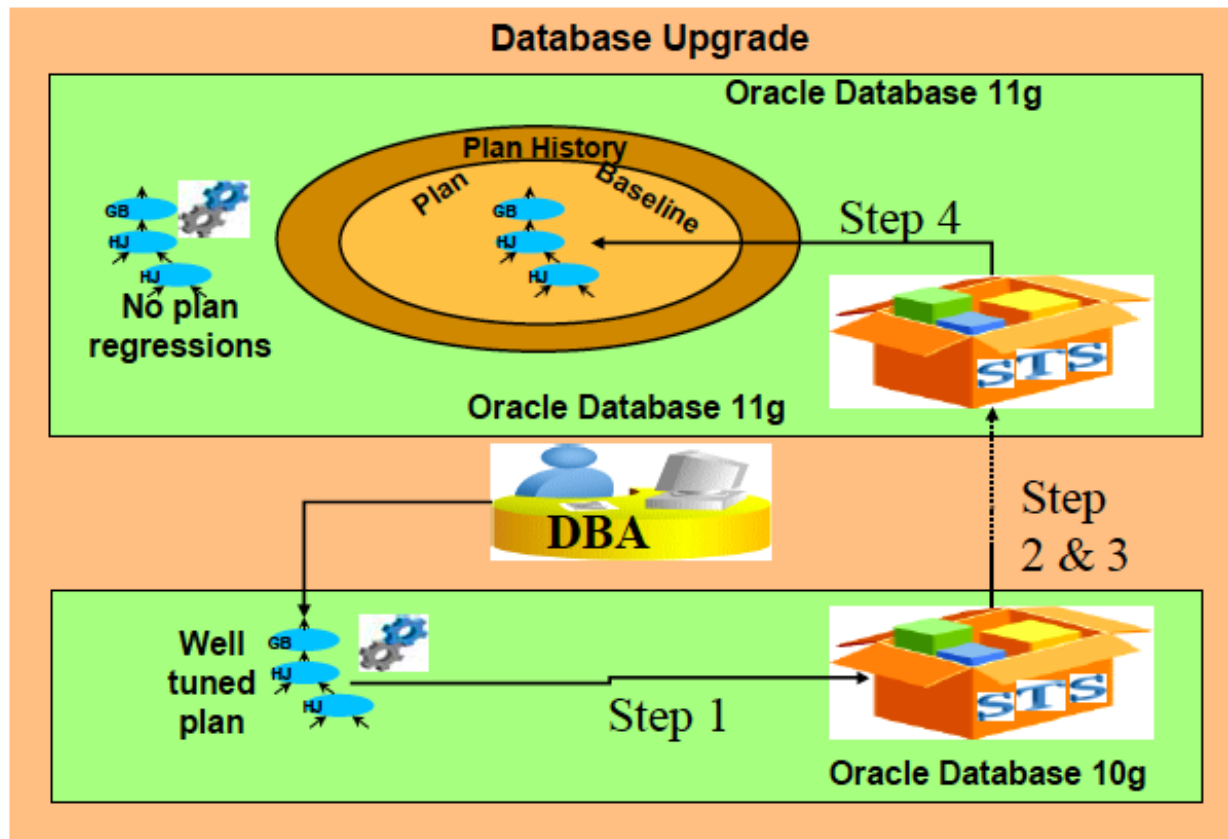 Database Upgrade
Oracle Database 11g
Plan History
Plan Baseline
GB
HJ
HJ
No plan
regressions
GB
HJ
HJ
Step 4
STS
Oracle Database 11g
DBA
Step
2 & 3
Well
tuned
plan
GB
HJ
HJ
Step 1
STS
Oracle Database 10g